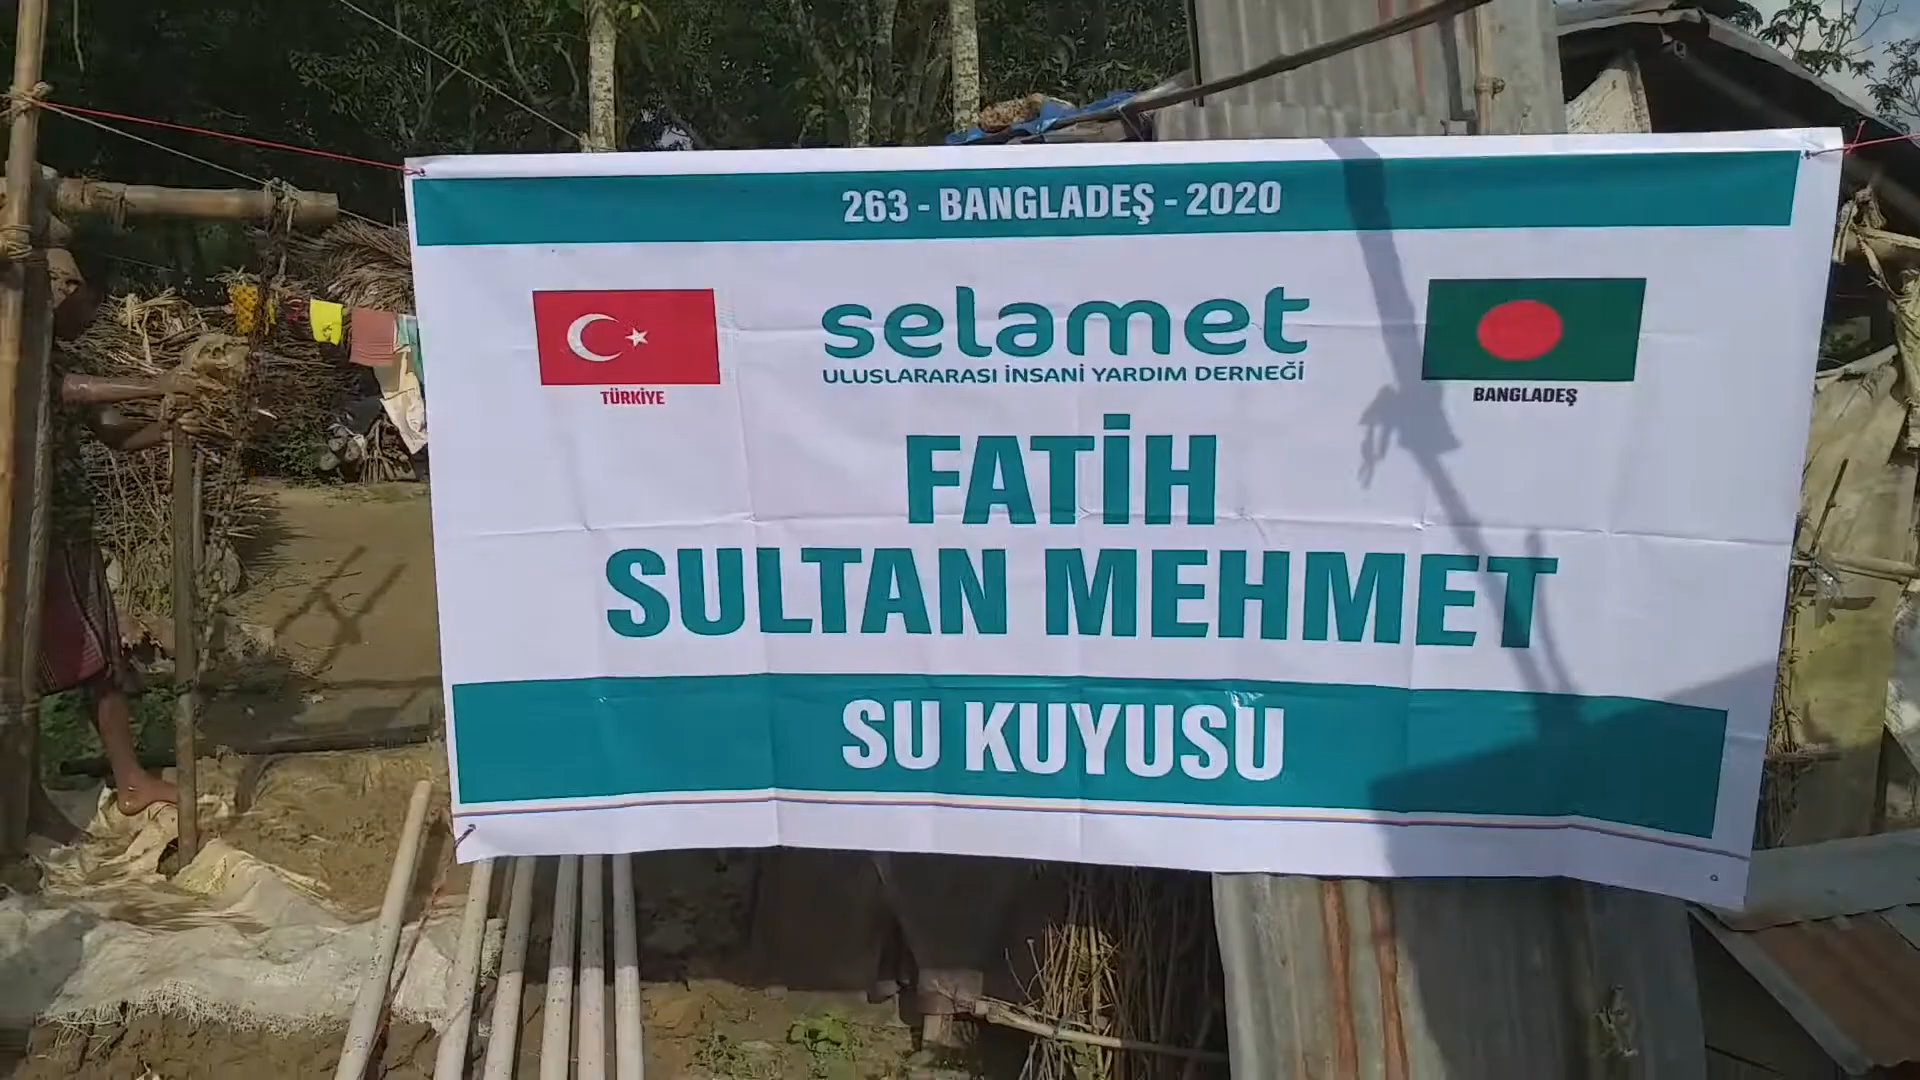 263 - BANGLADEŞ - 2020
selamet
ULUSLARARASI İNSANİ YARDIM DERNEĞİ
TÜRKİYE
BANGLADEŞ
FATİH
SULTAN MEHMET
SU KUYUSU